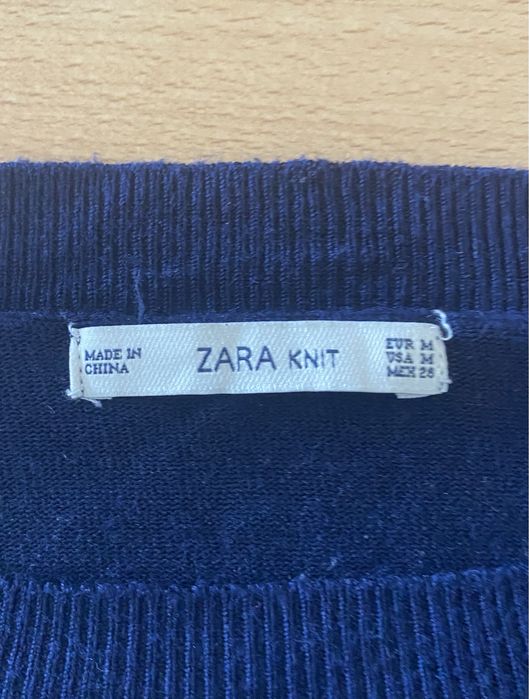 MADE IN
CHINA
ZARA KNIT
EUR M
USA M
MEX 28